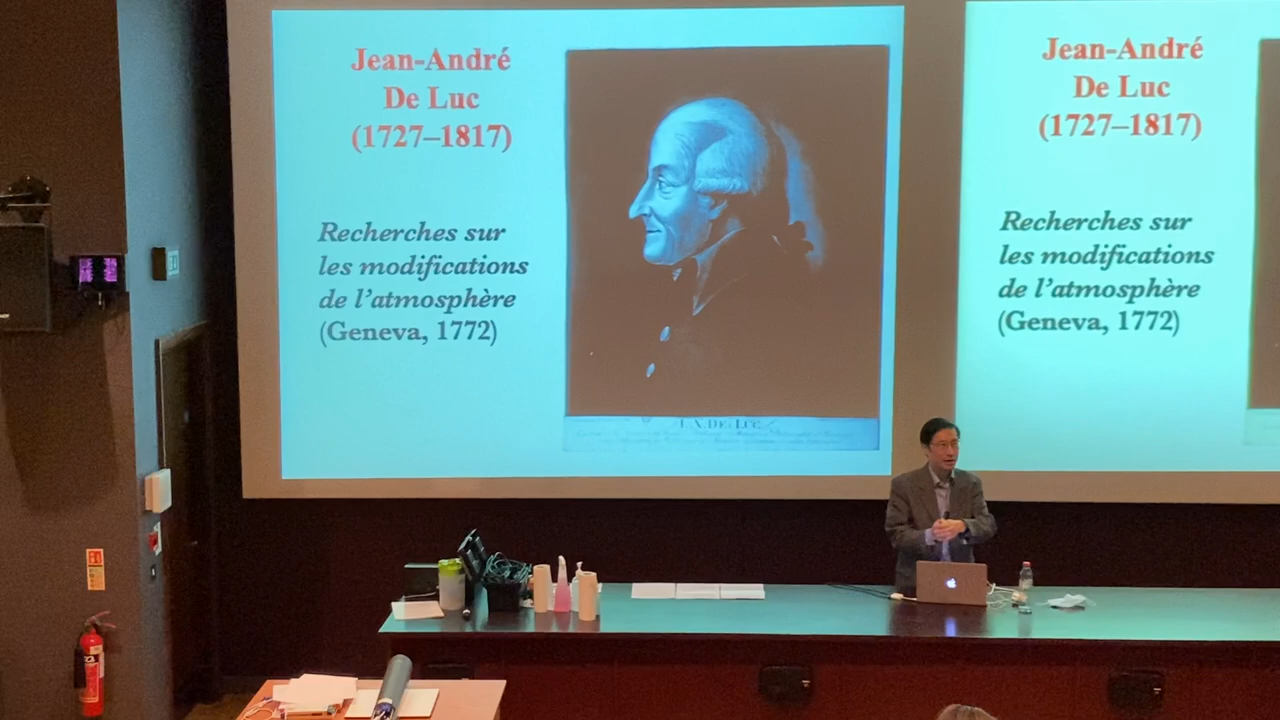 Jean-André
De Luc
(1727–1817)
Recherches sur
les modifications
de l'atmosphère
(Geneva, 1772)
DE LUC
Jean-André
De Luc
(1727–1817)
Recherches sur
les modifications
de l'atmosphère
(Geneva, 1772)